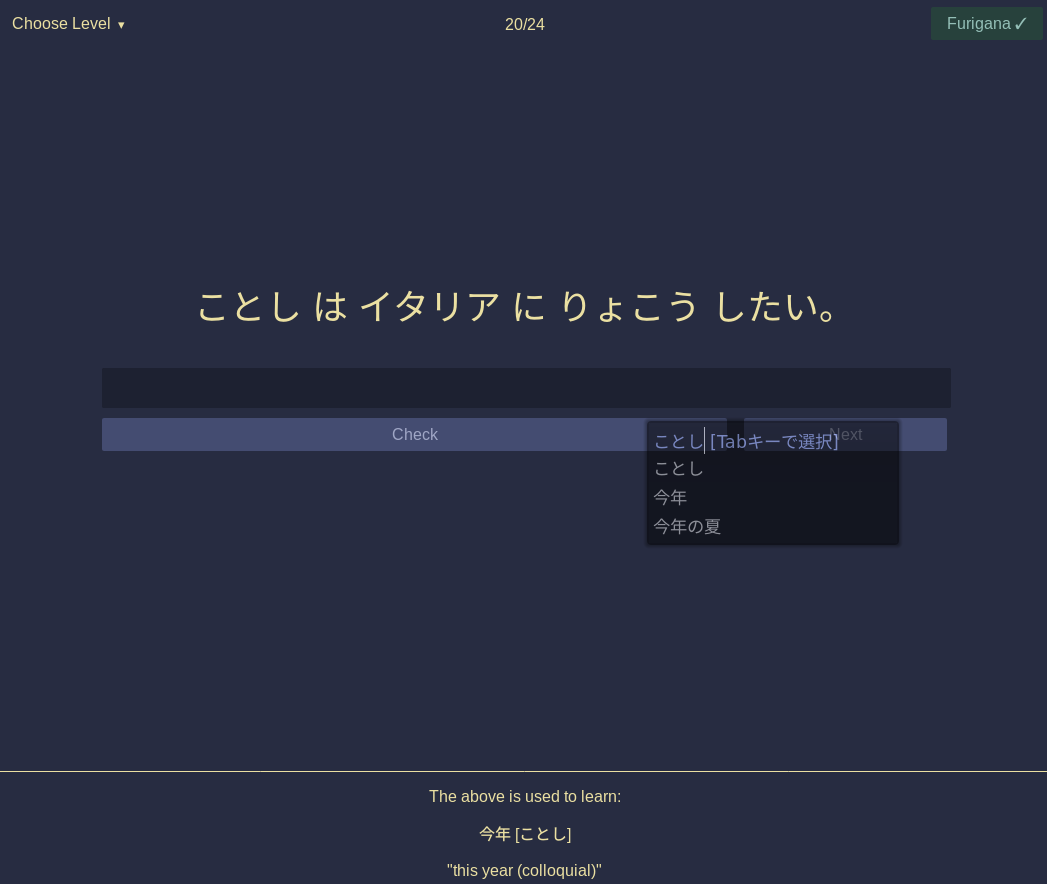 Choose Level ▾
20/24
Furigana ✓
ことし は イタリア に りょこう したい。
Check
Next
ことし [Tabキーで選択]
ことし
今年
今年の夏
The above is used to learn:
今年 [ことし]
"this year (colloquial)"